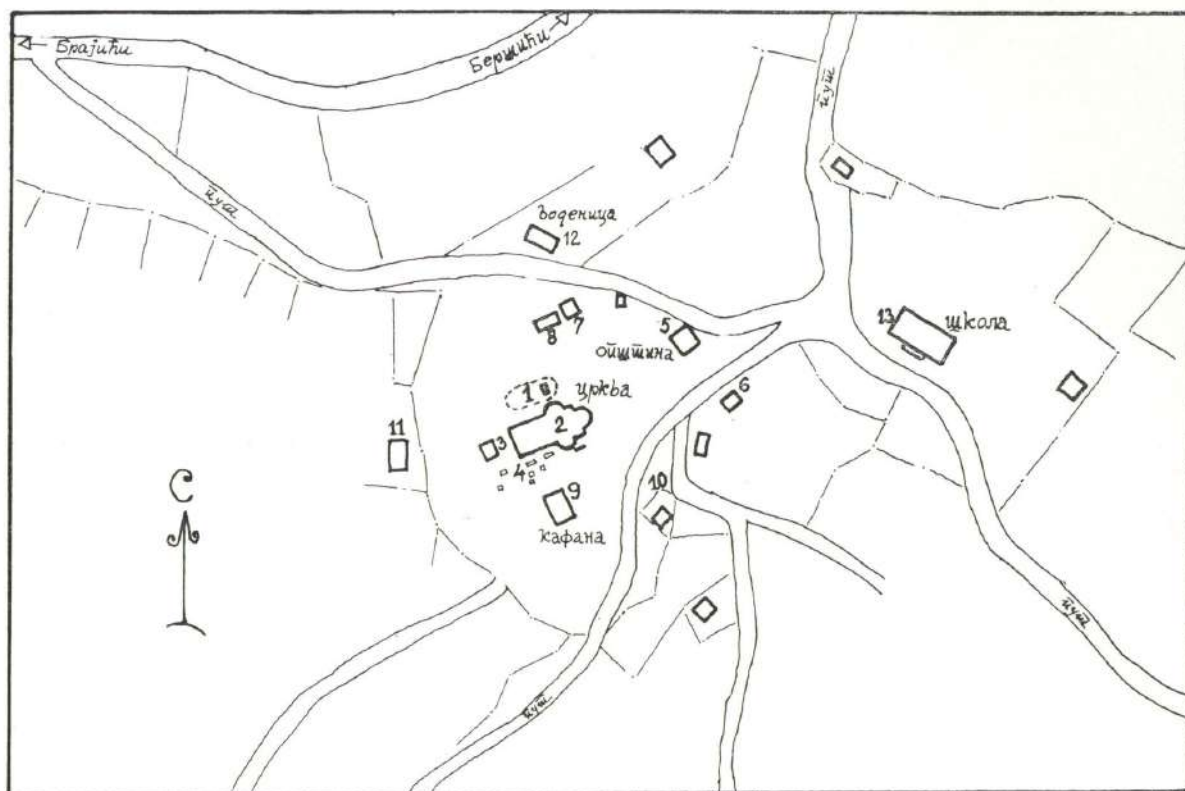 Брајићи
Бершићи
пут
пут
воденица
12
7
8
5
општина
13
школа
1
црква
2
3
4
6
11
9
кафана
10
С
пут
пут